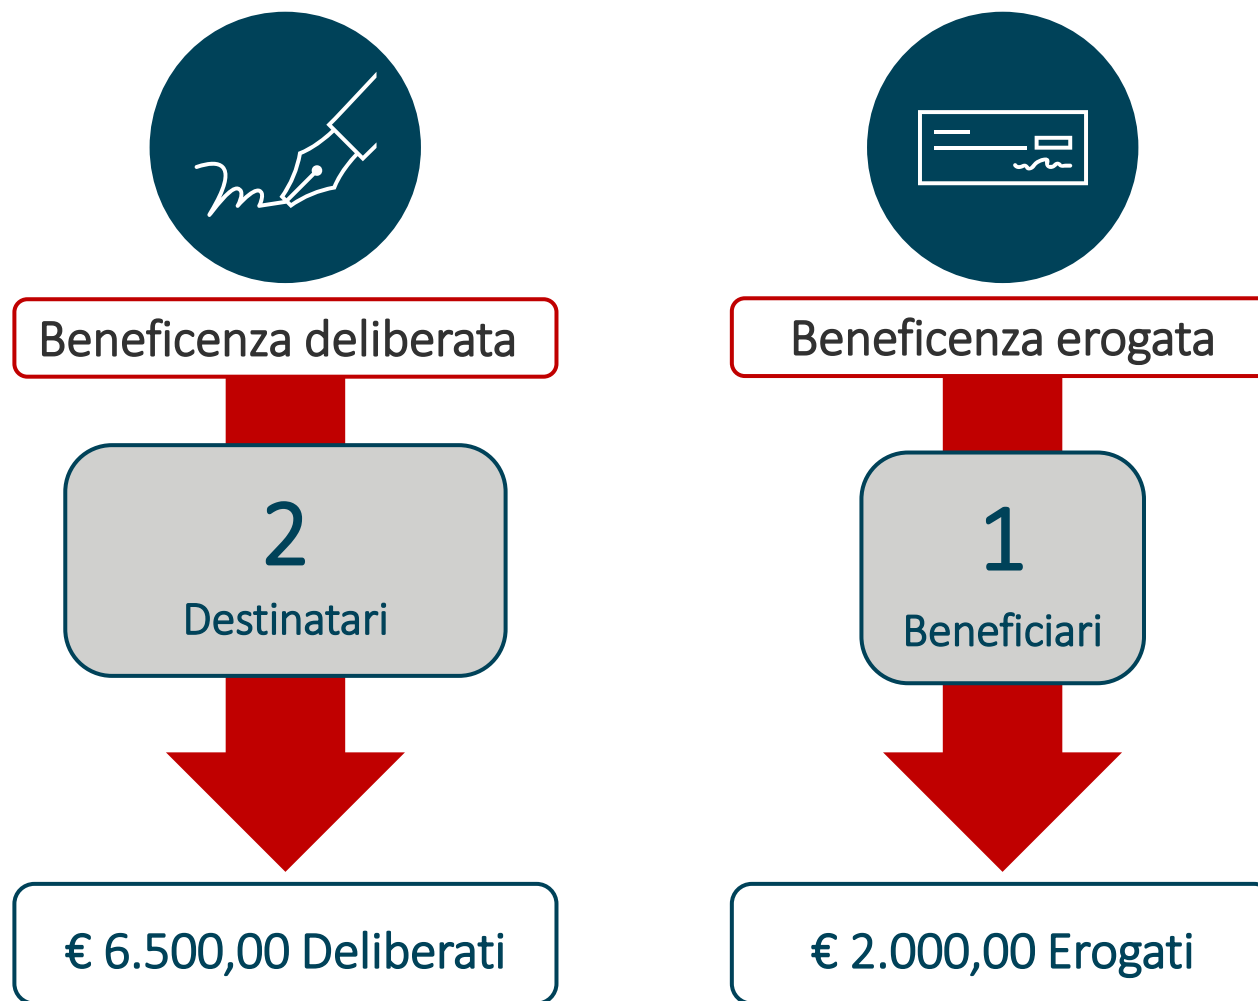 Beneficenza deliberata
2
Destinatari
€ 6.500,00 Deliberati
Beneficenza erogata
1
Beneficiari
€ 2.000,00 Erogati